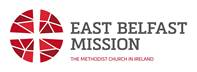 EAST BELFAST
MISSION
THE METHODIST CHURCH IN IRELAND